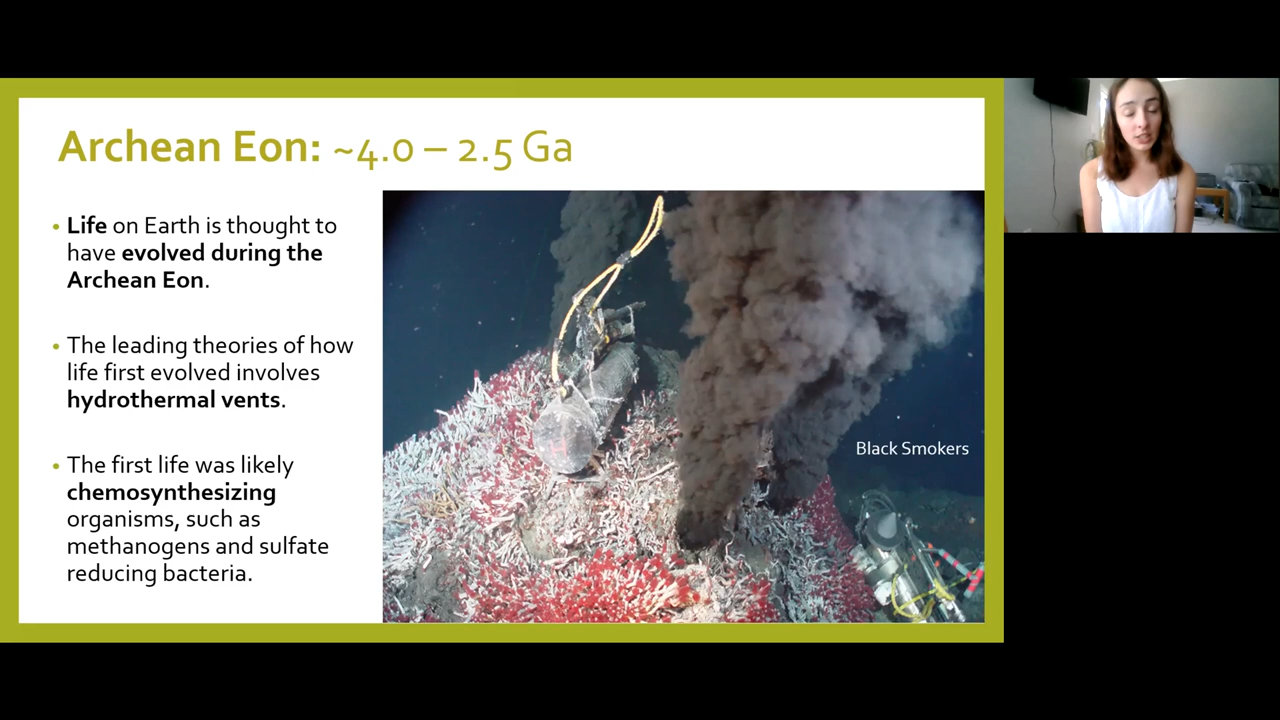 Archean Eon: ~4.0 – 2.5 Ga
• Life on Earth is thought to
have evolved during the
Archean Eon.
• The leading theories of how
life first evolved involves
hydrothermal vents.
• The first life was likely
chemosynthesizing
organisms, such as
methanogens and sulfate
reducing bacteria.
Black Smokers